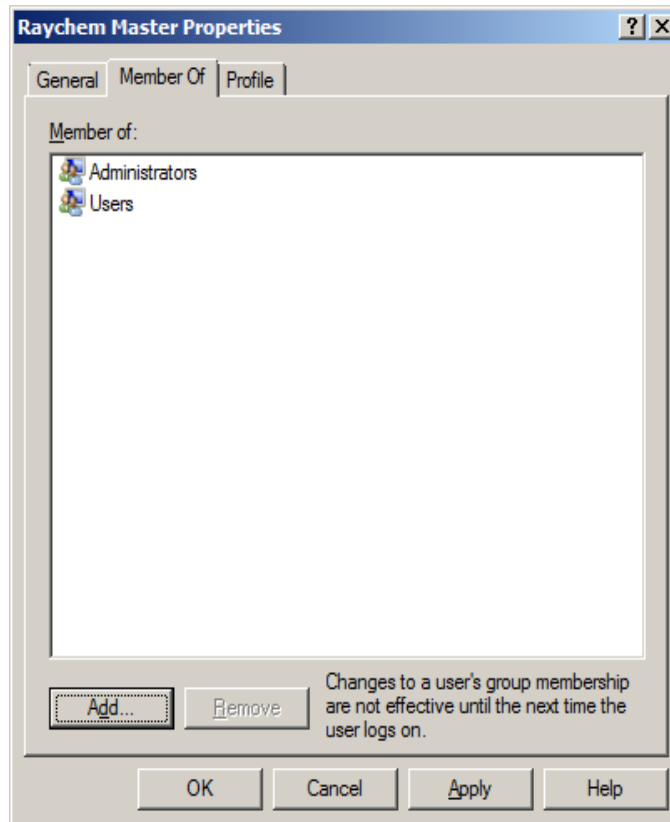 Raychem Master Properties
General Member Of Profile
Member of:
Administrators
Users
Add... Remove
Changes to a user's group membership
are not effective until the next time the
user logs on.
OK Cancel Apply Help